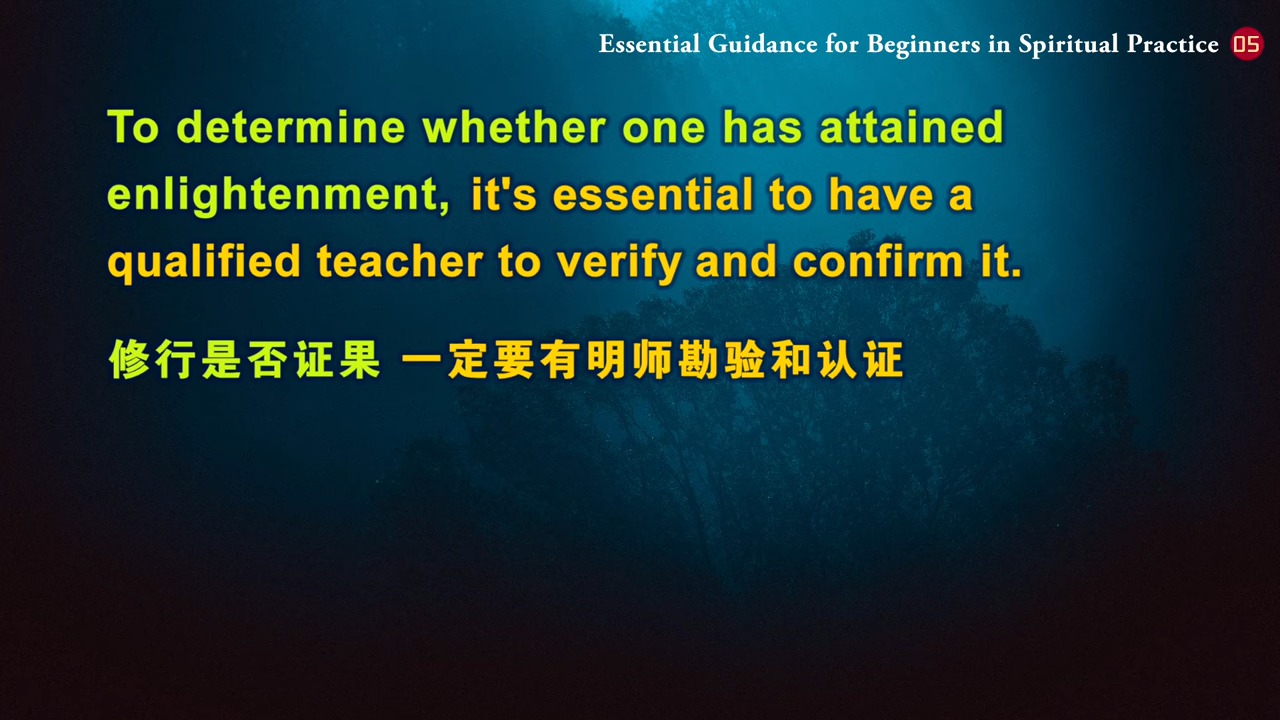 Essential Guidance for Beginners in Spiritual Practice 05
To determine whether one has attained
enlightenment, it's essential to have a
qualified teacher to verify and confirm it.
修行是否证果 一定要有明师勘验和认证